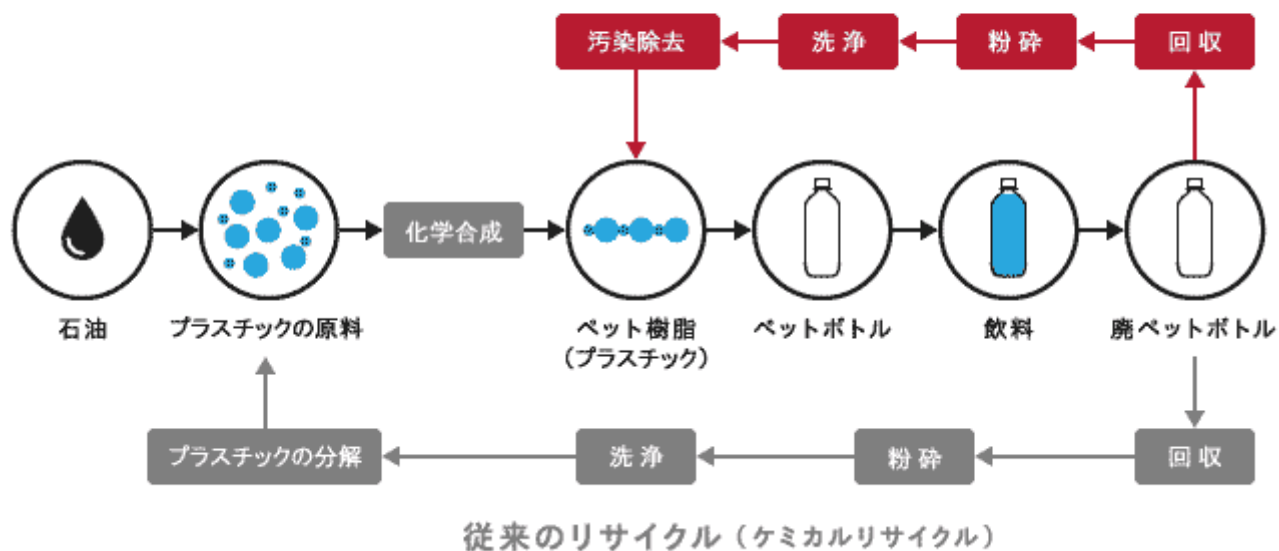 汚染除去
洗浄
粉砕
回収
化学合成
石油
プラスチックの原料
ペット樹脂
(プラスチック)
ペットボトル
飲料
廃ペットボトル
プラスチックの分解
洗浄
粉砕
回収
従来のリサイクル(ケミカルリサイクル)